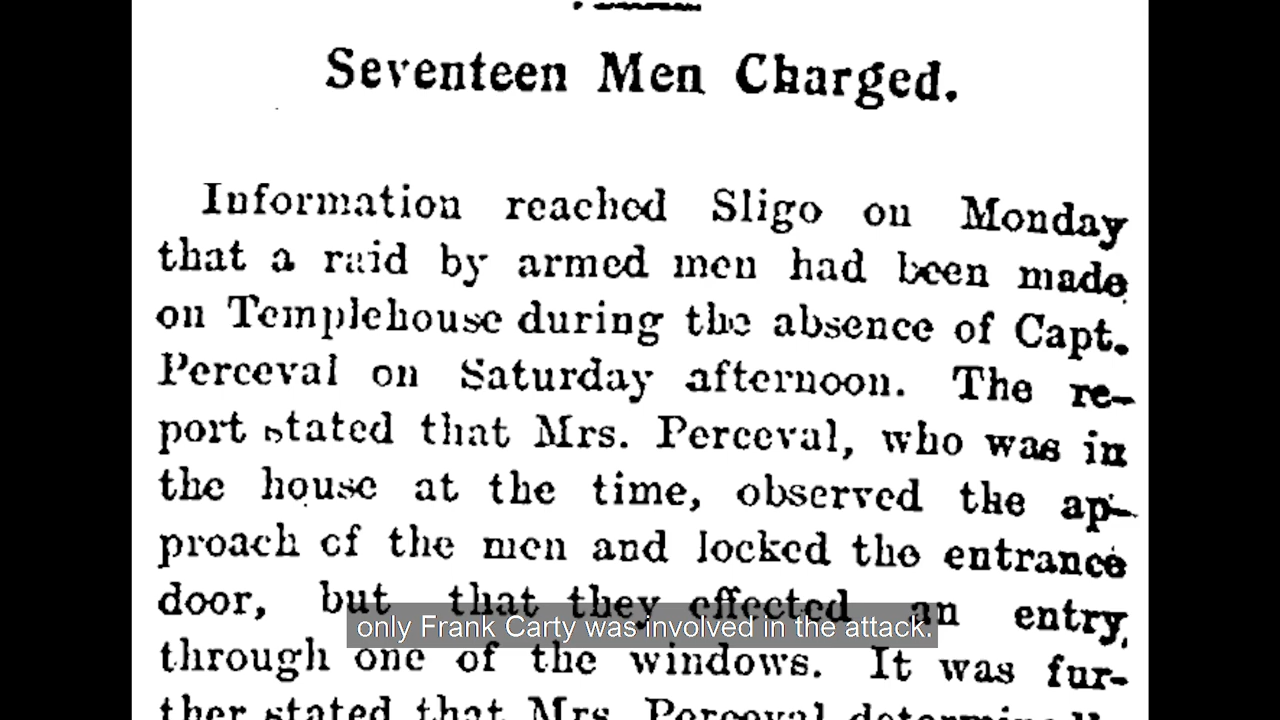 Seventeen Men Charged.
Information reached Sligo on Monday
that a raid by armed men had been made
on Templehouse during the absence of Capt.
Perceval on Saturday afternoon. The re-
port stated that Mrs. Perceval, who was in
the house at the time, observed the ap-
proach of the men and locked the entrance
door, but that they effected an entry,
only Frank Carty was involved in the attack.
through one of the windows. It was fur-
ther stated that Mrs. Perceval